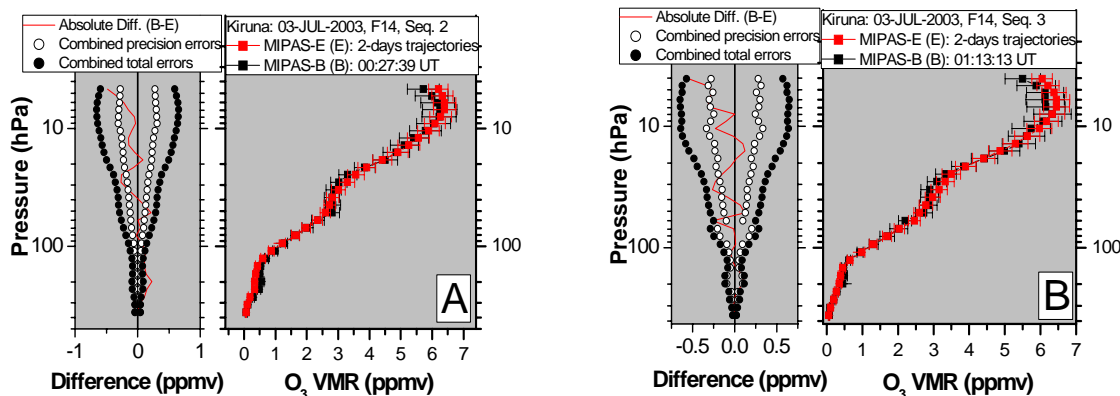 Absolute Diff. (B-E)
Combined precision errors
Combined total errors
Kiruna: 03-JUL-2003, F14, Seq. 2
MIPAS-E (E): 2-days trajectories
MIPAS-B (B): 00:27:39 UT
Pressure (hPa)
10
100
10
100
A
-1 0 1
0 1 2 3 4 5 6 7
Difference (ppmv)
O3 VMR (ppmv)
Absolute Diff. (B-E)
Combined precision errors
Combined total errors
Kiruna: 03-JUL-2003, F14, Seq. 3
MIPAS-E (E): 2-days trajectories
MIPAS-B (B): 01:13:13 UT
Pressure (hPa)
10
100
10
100
B
-0.5 0.0 0.5
0 1 2 3 4 5 6 7
Difference (ppmv)
O3 VMR (ppmv)